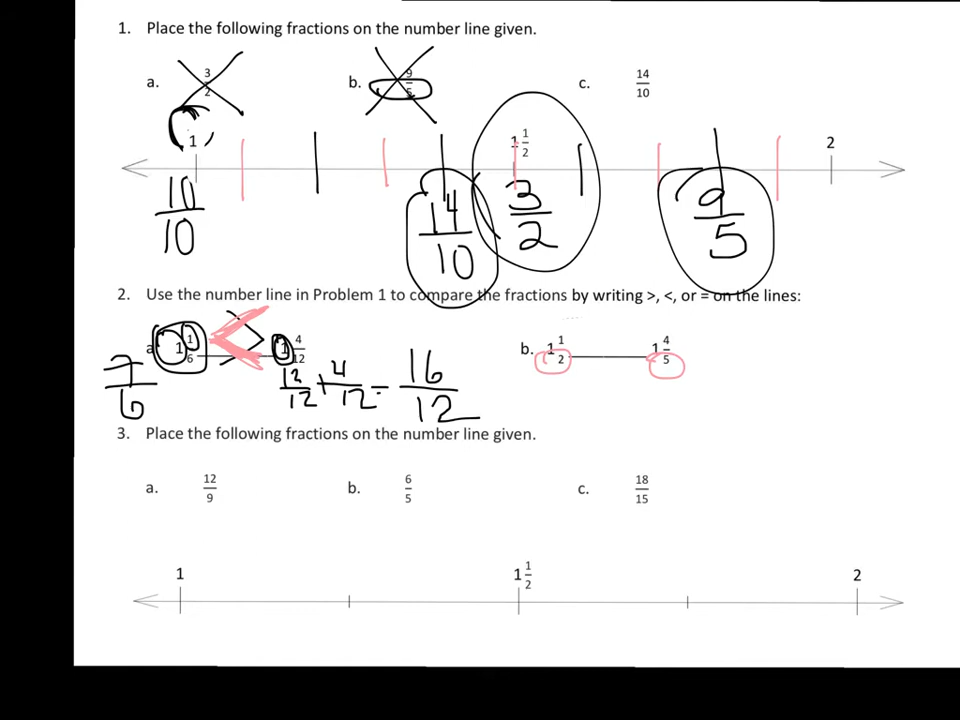 1. Place the following fractions on the number line given.
a. 3/2 b. 9/5 c. 14/10
1 1 1/2 2
10/10 14/10 3/2 9/5
2. Use the number line in Problem 1 to compare the fractions by writing >, <, or = on the lines:
a. 1 1/6 < > 1 4/12 b. 1 1/2 ____ 1 4/5
7/6 12/12 + 4/12 = 16/12
3. Place the following fractions on the number line given.
a. 12/9 b. 6/5 c. 18/15
1 1 1/2 2